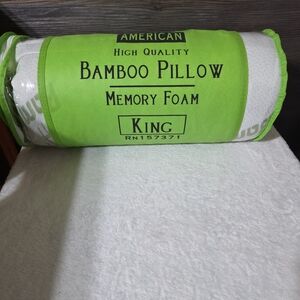 AMERICAN
HIGH QUALITY
BAMBOO PILLOW
MEMORY FOAM
KING
RN157371